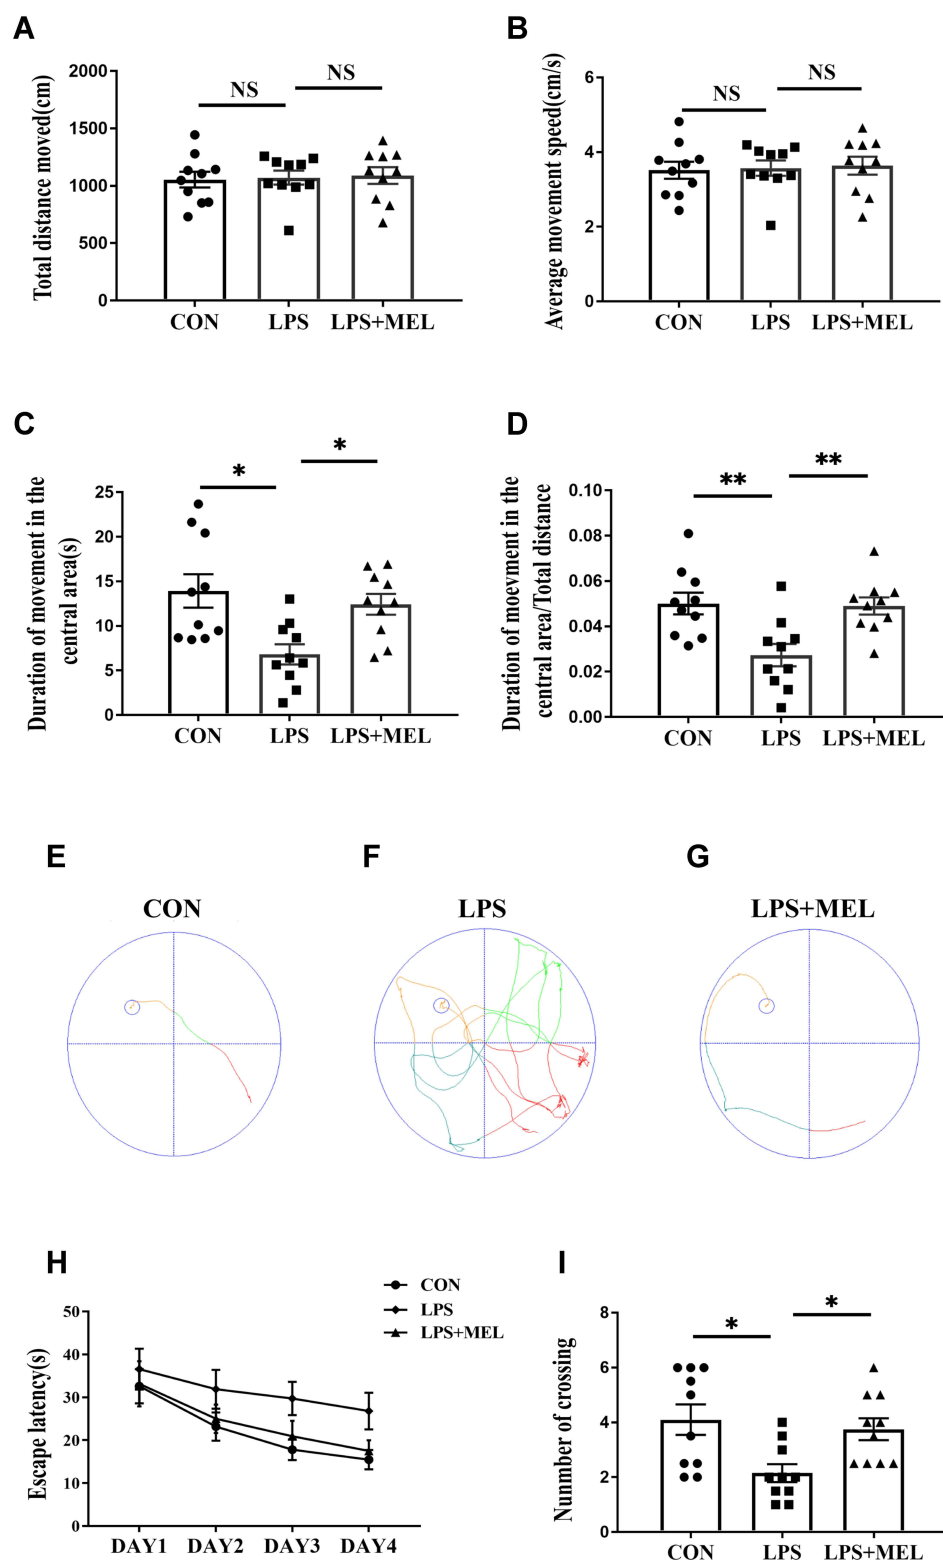 A
Total distance moved(cm)
2000
1500
1000
500
0
NS
NS
CON
LPS
LPS+MEL
B
Average movement speed(cm/s)
6
4
2
0
NS
NS
CON
LPS
LPS+MEL
C
Duration of movement in the
central area(s)
25
20
15
10
5
0
*
*
CON
LPS
LPS+MEL
D
Duration of moevment in the
central area/Total distance
0.10
0.08
0.06
0.04
0.02
0.00
**
**
CON
LPS
LPS+MEL
E
CON
F
LPS
G
LPS+MEL
H
Escape latency(s)
50
40
30
20
10
0
CON
LPS
LPS+MEL
DAY1
DAY2
DAY3
DAY4
I
Nunmber of crossing
8
6
4
2
0
*
*
CON
LPS
LPS+MEL